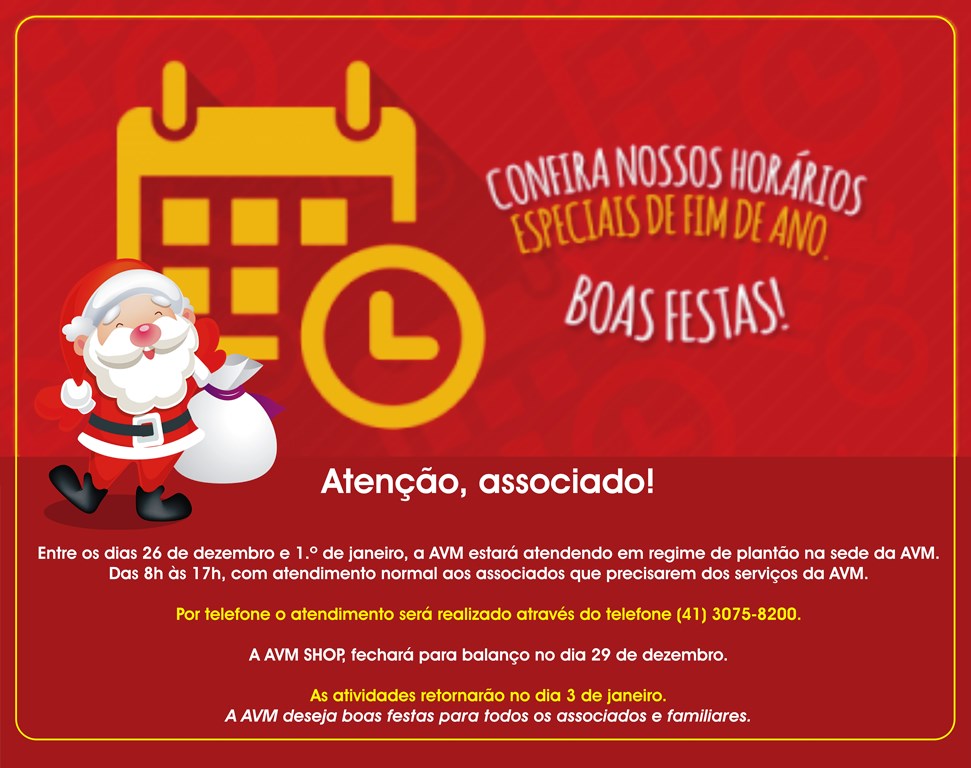 CONFIRA NOSSOS HORÁRIOS
ESPECIAIS DE FIM DE ANO.
BOAS FESTAS!
Atenção, associado!
Entre os dias 26 de dezembro e 1.º de janeiro, a AVM estará atendendo em regime de plantão na sede da AVM.
Das 8h às 17h, com atendimento normal aos associados que precisarem dos serviços da AVM.
Por telefone o atendimento será realizado através do telefone (41) 3075-8200.
A AVM SHOP, fechará para balanço no dia 29 de dezembro.
As atividades retornarão no dia 3 de janeiro.
A AVM deseja boas festas para todos os associados e familiares.